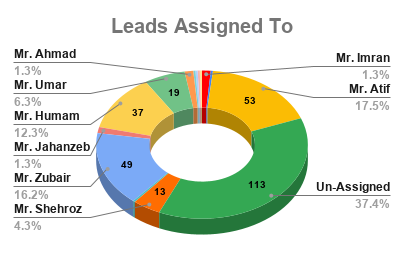 Leads Assigned To
Mr. Ahmad
1.3%
Mr. Umar
6.3%
Mr. Humam
12.3%
Mr. Jahanzeb
1.3%
Mr. Zubair
16.2%
Mr. Shehroz
4.3%
Mr. Imran
1.3%
Mr. Atif
17.5%
Un-Assigned
37.4%
19
53
37
49
13
113